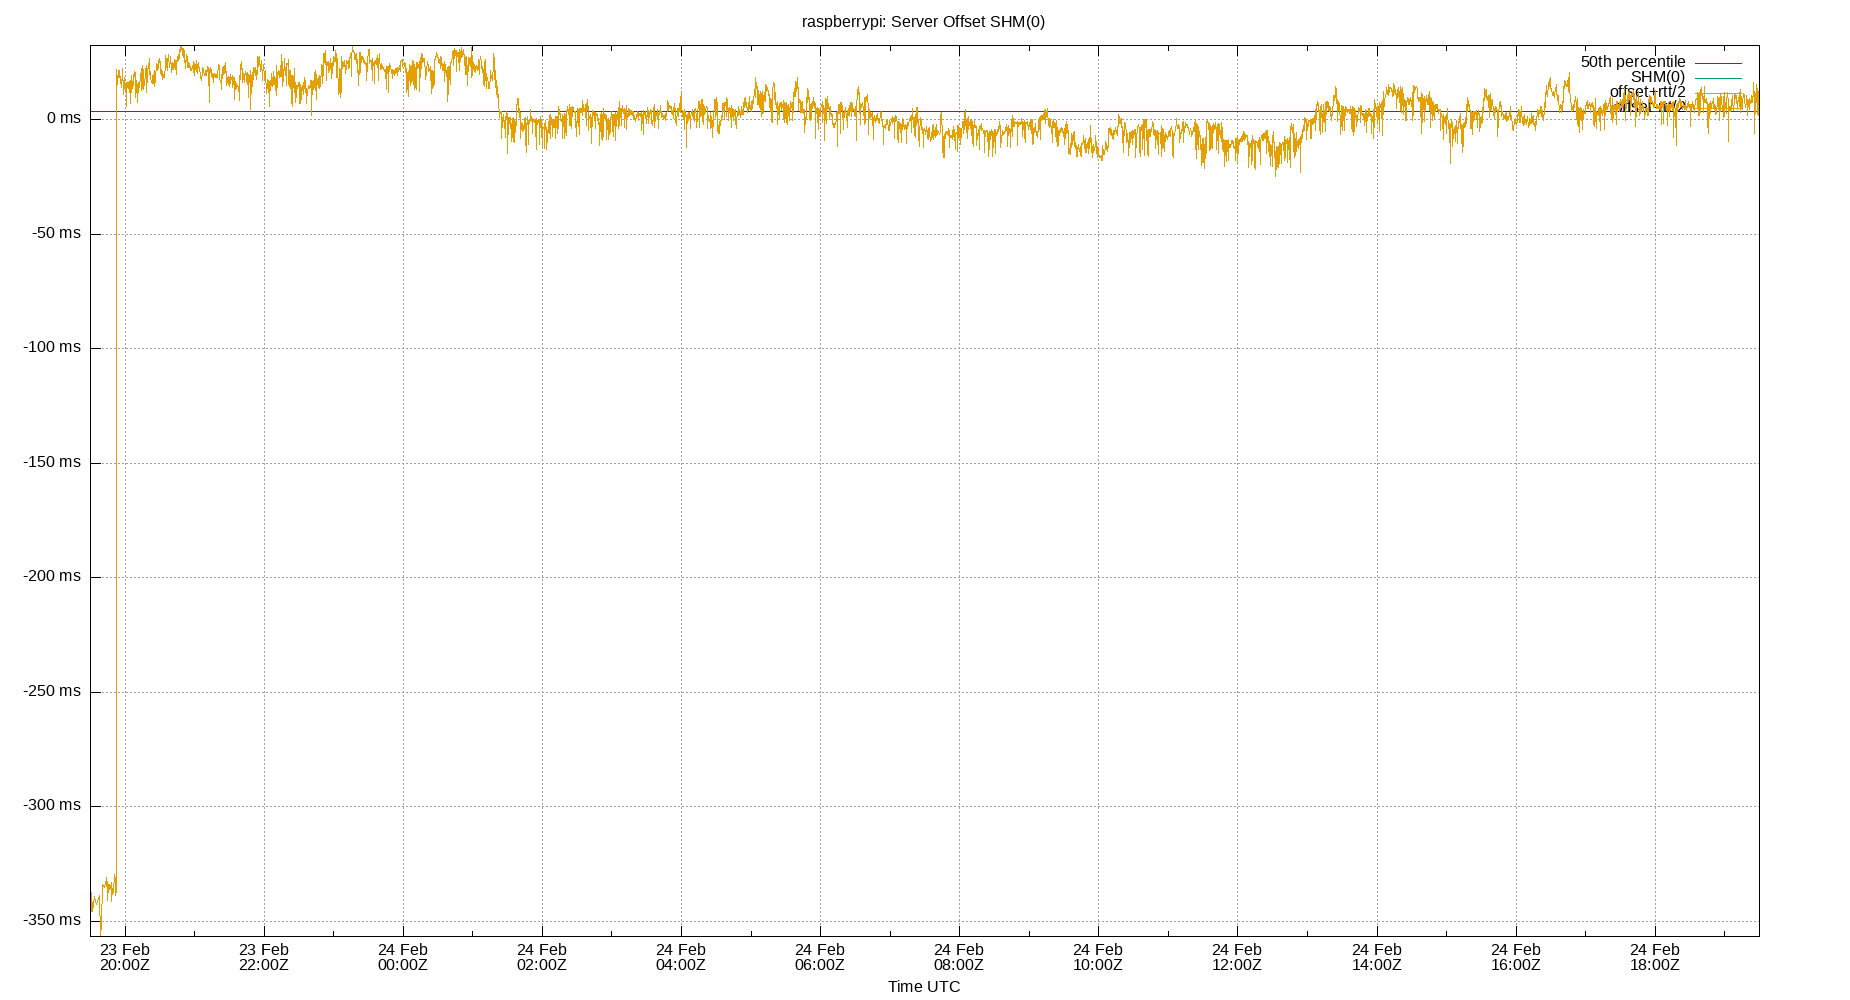 raspberrypi: Server Offset SHM(0)
50th percentile
SHM(0)
offset+rtt/2
0 ms
-50 ms
-100 ms
-150 ms
-200 ms
-250 ms
-300 ms
-350 ms
23 Feb 23 Feb 24 Feb 24 Feb 24 Feb 24 Feb 24 Feb 24 Feb 24 Feb 24 Feb 24 Feb 24 Feb
20:00Z 22:00Z 00:00Z 02:00Z 04:00Z 06:00Z 08:00Z 10:00Z 12:00Z 14:00Z 16:00Z 18:00Z
Time UTC